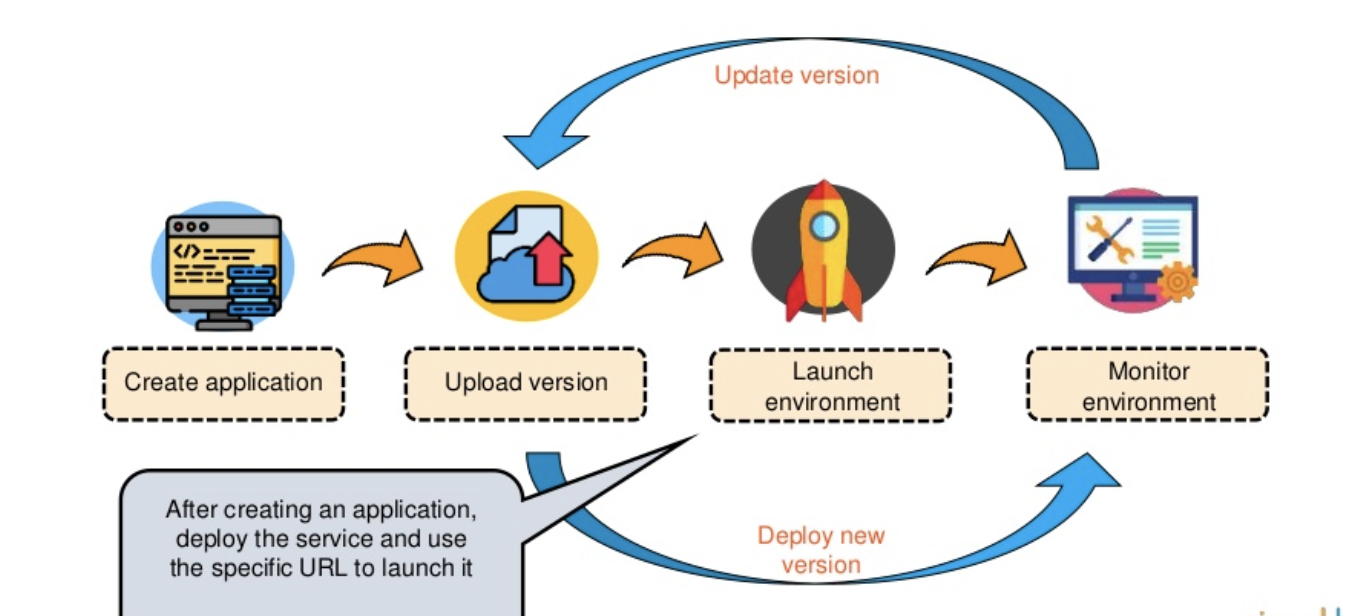 Update version
Create application
Upload version
Launch
environment
Monitor
environment
After creating an application,
deploy the service and use
the specific URL to launch it
Deploy new
version